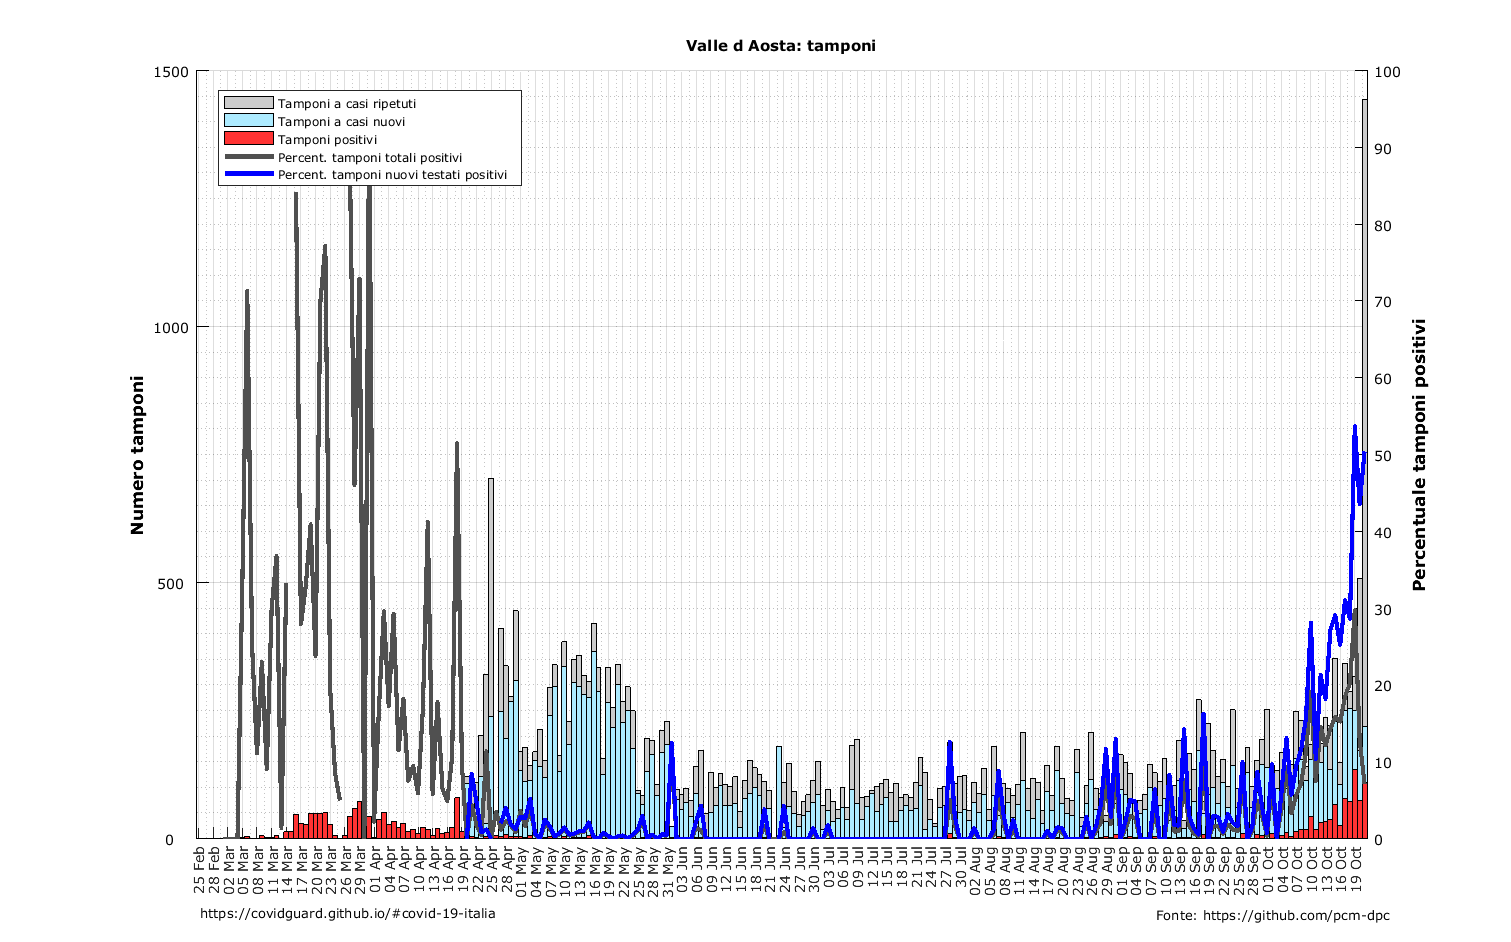 Valle d Aosta: tamponi
1500
1000
500
0
Numero tamponi
Tamponi a casi ripetuti
Tamponi a casi nuovi
Tamponi positivi
Percent. tamponi totali positivi
Percent. tamponi nuovi testati positivi
100
90
80
70
60
50
40
30
20
10
0
Percentuale tamponi positivi
25 Feb
28 Feb
02 Mar
05 Mar
08 Mar
11 Mar
14 Mar
17 Mar
20 Mar
23 Mar
26 Mar
29 Mar
01 Apr
04 Apr
07 Apr
10 Apr
13 Apr
16 Apr
19 Apr
22 Apr
25 Apr
28 Apr
01 May
04 May
07 May
10 May
13 May
16 May
19 May
22 May
25 May
28 May
31 May
03 Jun
06 Jun
09 Jun
12 Jun
15 Jun
18 Jun
21 Jun
24 Jun
27 Jun
30 Jun
03 Jul
06 Jul
09 Jul
12 Jul
15 Jul
18 Jul
21 Jul
24 Jul
27 Jul
30 Jul
02 Aug
05 Aug
08 Aug
11 Aug
14 Aug
17 Aug
20 Aug
23 Aug
26 Aug
29 Aug
01 Sep
04 Sep
07 Sep
10 Sep
13 Sep
16 Sep
19 Sep
22 Sep
25 Sep
28 Sep
01 Oct
04 Oct
07 Oct
10 Oct
13 Oct
16 Oct
19 Oct
https://covidguard.github.io/#covid-19-italia
Fonte: https://github.com/pcm-dpc